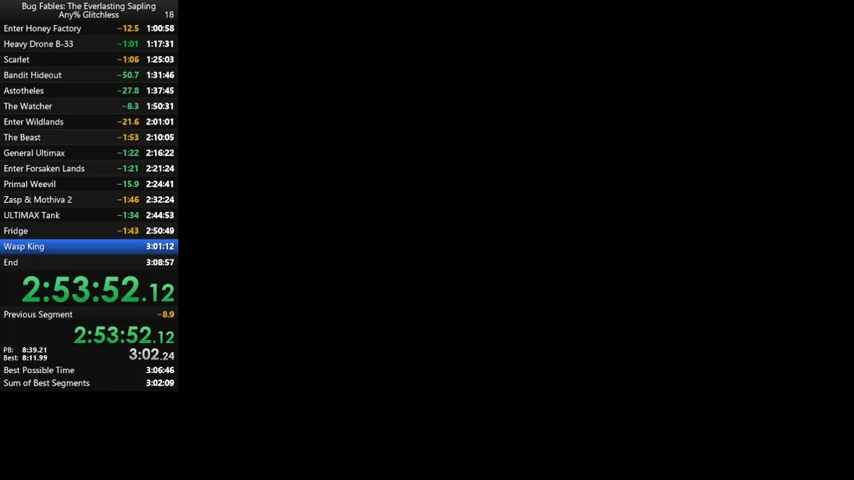 Bug Fables: The Everlasting Sapling
Any% Glitchless 18
Enter Honey Factory −12.5 1:00:58
Heavy Drone B-33 −1:01 1:17:31
Scarlet −1:06 1:25:03
Bandit Hideout −50.7 1:31:46
Astotheles −27.8 1:37:45
The Watcher −8.3 1:50:31
Enter Wildlands −21.6 2:01:01
The Beast −1:53 2:10:05
General Ultimax −1:22 2:16:22
Enter Forsaken Lands −1:21 2:21:24
Primal Weevil −15.9 2:24:41
Zasp & Mothiva 2 −1:46 2:32:24
ULTIMAX Tank −1:34 2:44:53
Fridge −1:43 2:50:49
Wasp King 3:01:12
End 3:08:57
2:53:52.12
Previous Segment −8.9
2:53:52.12
PB: 8:39.21
Best: 8:11.99
3:02.24
Best Possible Time 3:06:46
Sum of Best Segments 3:02:09